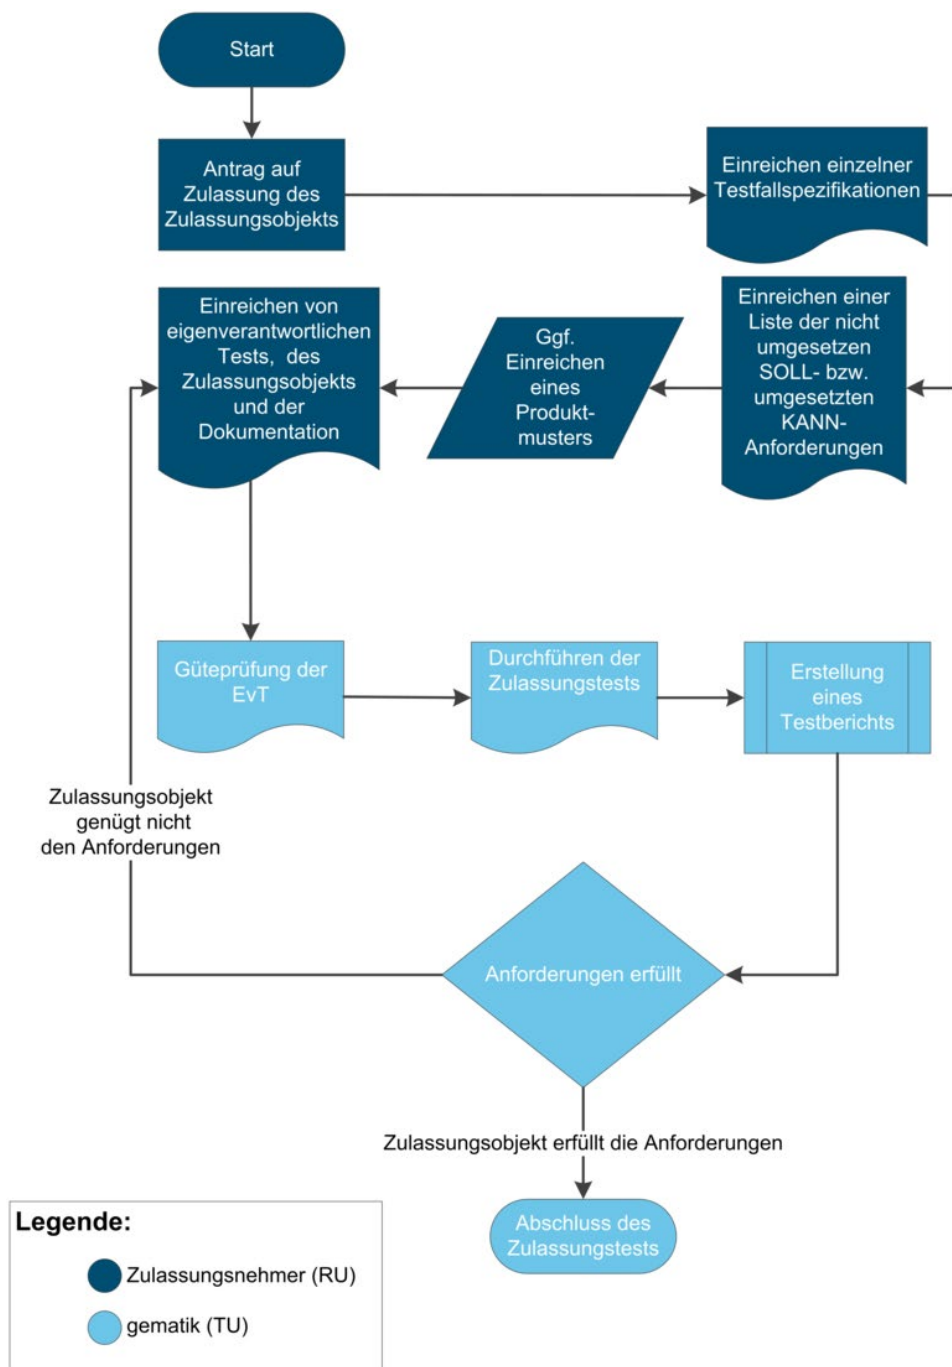 Start
Antrag auf
Zulassung des
Zulassungsobjekts
Einreichen einzelner
Testfallspezifikationen
Einreichen einer
Liste der nicht
umgesetzen
SOLL- bzw.
umgesetzten
KANN-
Anforderungen
Ggf.
Einreichen
eines
Produkt-
musters
Einreichen von
eigenverantwortlichen
Tests, des
Zulassungsobjekts
und der
Dokumentation
Güteprüfung der
EvT
Durchführen der
Zulassungstests
Erstellung
eines
Testberichts
Zulassungsobjekt
genügt nicht
den Anforderungen
Anforderungen erfüllt
Zulassungsobjekt erfüllt die Anforderungen
Abschluss des
Zulassungstests
Legende:
Zulassungsnehmer (RU)
gematik (TU)